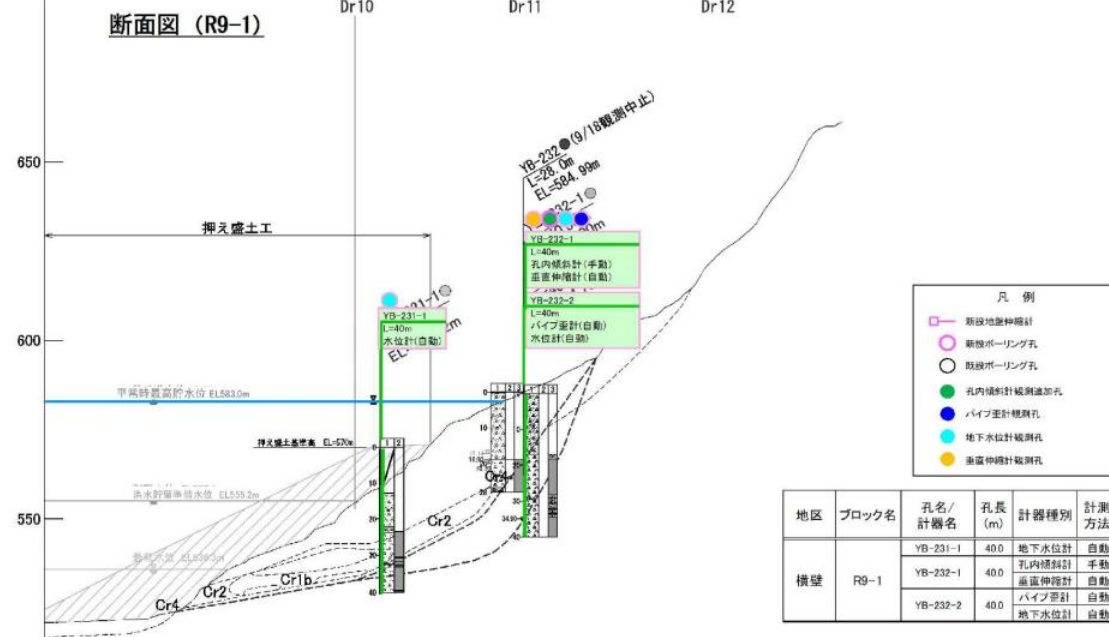 断面図 (R9-1)
Dr10
Dr11
Dr12
650
600
550
押え盛土工
YB-232 (9/18観測中止)
L=28.0m
EL=584.99m
232-1
YB-232-1
L=40m
孔内傾斜計(手動)
垂直伸縮計(自動)
YB-232-2
L=40m
パイプ歪計(自動)
水位計(自動)
YB-231-1
L=40m
水位計(自動)
平常時最高貯水位 EL583.0m
押え盛土基準高 EL=570m
洪水貯留準備水位 EL555.2m
Cr2
Cr1b
Cr2
Cr4
凡 例
新設地盤伸縮計
新設ボーリング孔
既設ボーリング孔
孔内傾斜計観測追加孔
パイプ歪計観測孔
地下水位計観測孔
垂直伸縮計観測孔
地区 ブロック名 孔名/計器名 孔長(m) 計器種別 計測方法
横壁 R9-1 YB-231-1 40.0 地下水位計 自動
YB-232-1 40.0 孔内傾斜計 手動
垂直伸縮計 自動
YB-232-2 40.0 パイプ歪計 自動
地下水位計 自動